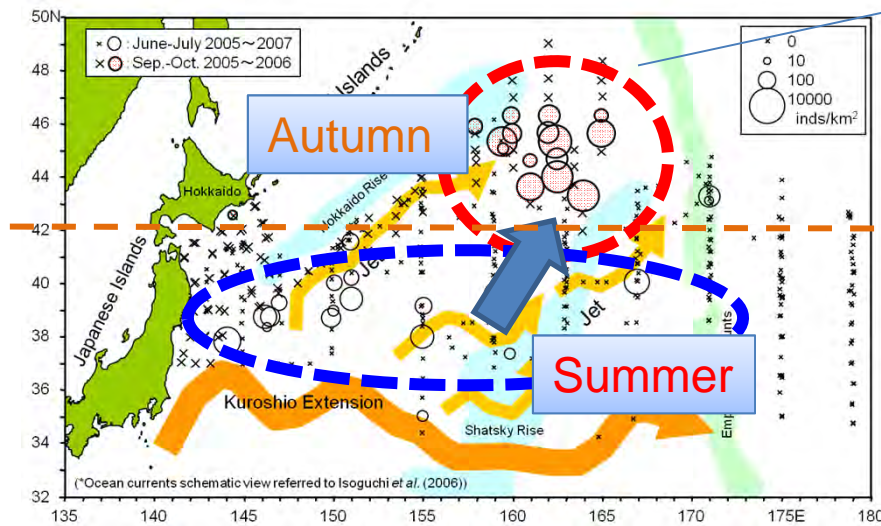 50N
48
46
44
42
40
38
36
34
32
× ○ : June-July 2005～2007
× ○ : Sep.-Oct. 2005～2006
Islands
× 0
○ 10
○ 100
○ 10000
inds/km²
Autumn
Hokkaido
Hokkaido Rise
Jet
Japanese Islands
Jet
Summer
Kuroshio Extension
Shatsky Rise
(*Ocean currents schematic view referred to Isoguchi et al. (2006))
135
140
145
150
155
160
165
170
175E
180